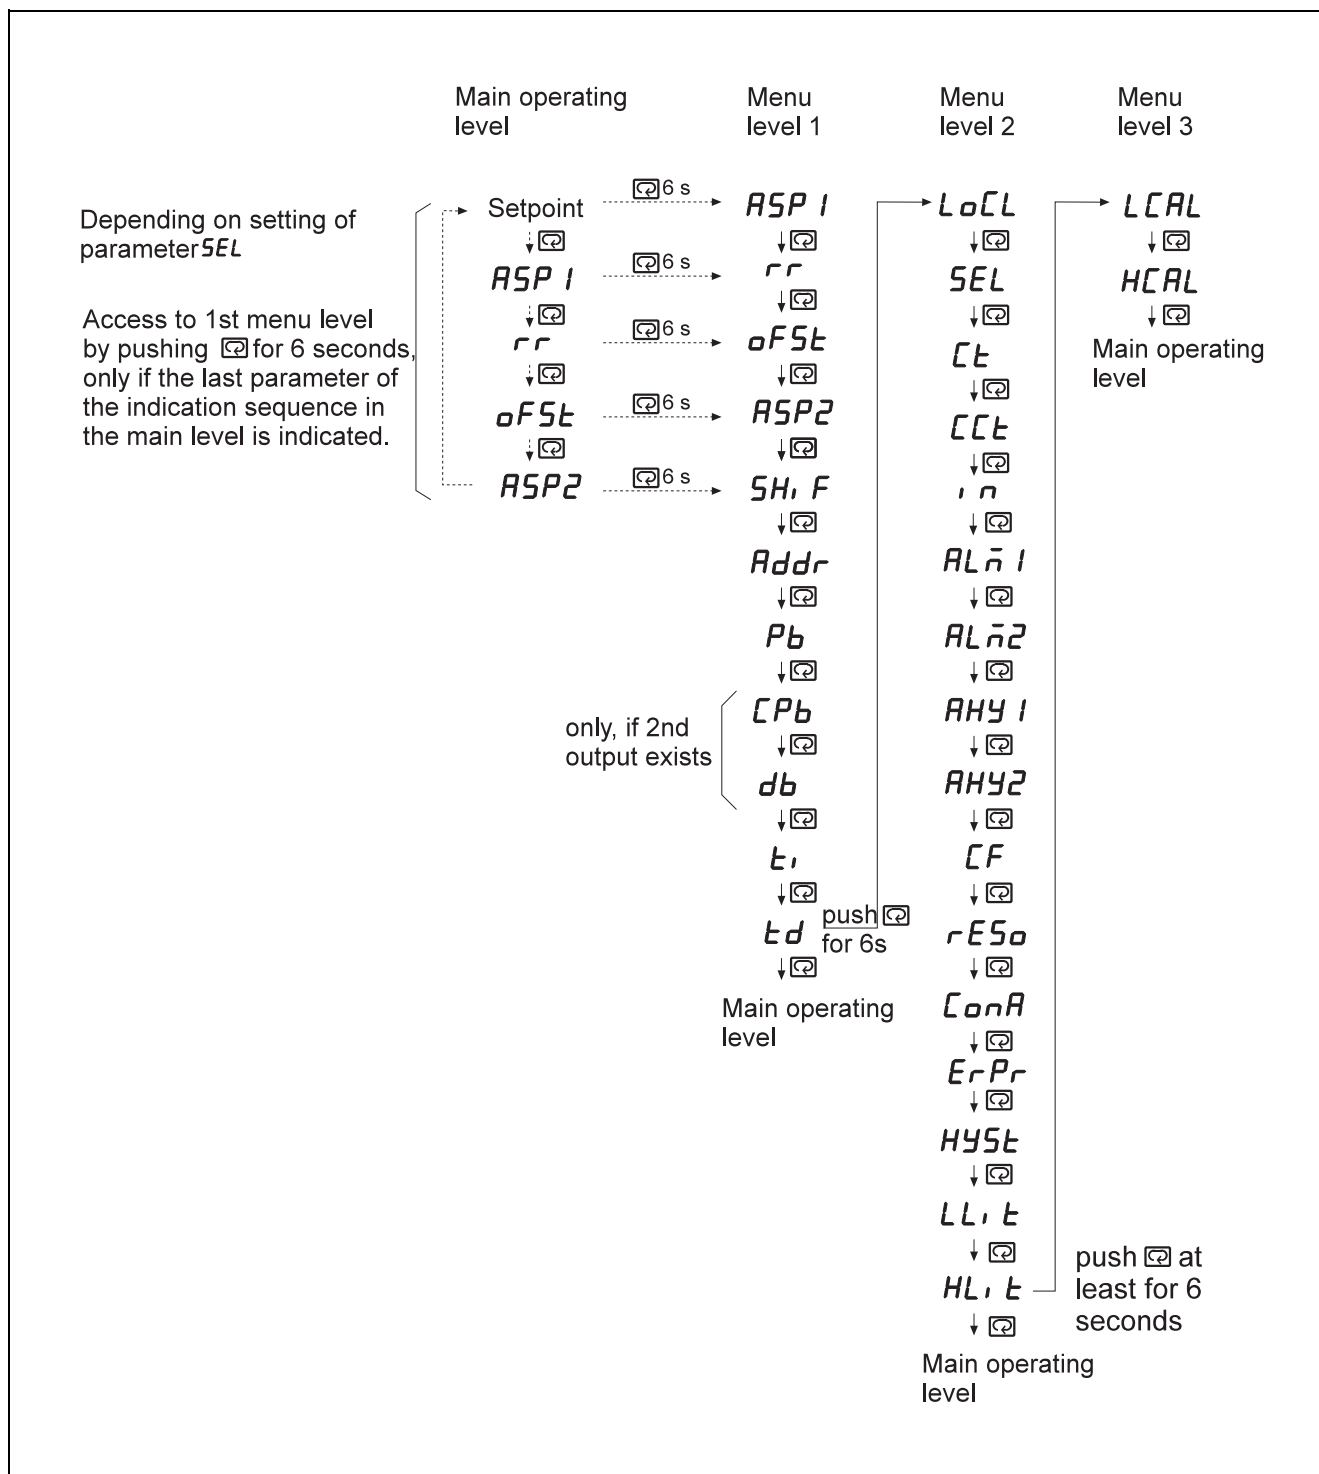 Main operating
level
Menu
level 1
Menu
level 2
Menu
level 3
Depending on setting of
parameter SEL
Access to 1st menu level
by pushing for 6 seconds,
only if the last parameter of
the indication sequence in
the main level is indicated.
Setpoint
ASP1
rr
oFSt
ASP2
6 s
6 s
6 s
6 s
6 s
ASP1
rr
oFSt
ASP2
SHiF
Addr
Pb
CPb
db
ti
td
Main operating
level
only, if 2nd
output exists
push
for 6s
LoCL
SEL
Ct
CCt
in
ALm1
ALm2
AHY1
AHY2
CF
rESo
ConA
ErPr
HYSt
LLit
HLit
Main operating
level
push at
least for 6
seconds
LCAL
HCAL
Main operating
level